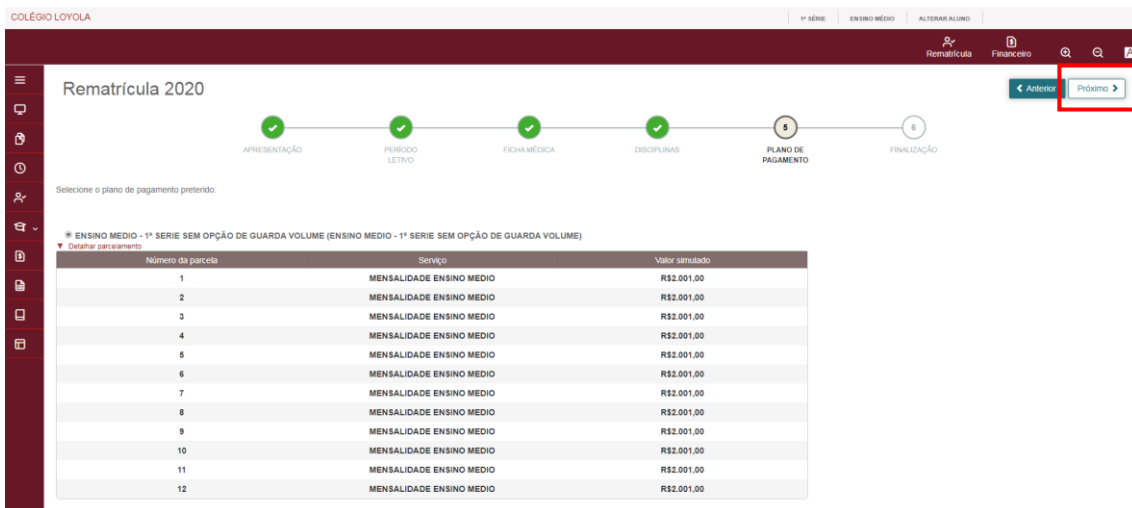 COLÉGIO LOYOLA
1ª SÉRIE ENSINO MÉDIO ALTERAR ALUNO
Rematrícula Financeiro A
Rematrícula 2020
Anterior Próximo
5 6
APRESENTAÇÃO PERÍODO LETIVO FICHA MÉDICA DISCIPLINAS PLANO DE PAGAMENTO FINALIZAÇÃO
Selecione o plano de pagamento preterido:
ENSINO MEDIO - 1ª SERIE SEM OPÇÃO DE GUARDA VOLUME (ENSINO MEDIO - 1ª SERIE SEM OPÇÃO DE GUARDA VOLUME)
Detalhar parcelamento
Número da parcela Serviço Valor simulado
1 MENSALIDADE ENSINO MEDIO R$2.001,00
2 MENSALIDADE ENSINO MEDIO R$2.001,00
3 MENSALIDADE ENSINO MEDIO R$2.001,00
4 MENSALIDADE ENSINO MEDIO R$2.001,00
5 MENSALIDADE ENSINO MEDIO R$2.001,00
6 MENSALIDADE ENSINO MEDIO R$2.001,00
7 MENSALIDADE ENSINO MEDIO R$2.001,00
8 MENSALIDADE ENSINO MEDIO R$2.001,00
9 MENSALIDADE ENSINO MEDIO R$2.001,00
10 MENSALIDADE ENSINO MEDIO R$2.001,00
11 MENSALIDADE ENSINO MEDIO R$2.001,00
12 MENSALIDADE ENSINO MEDIO R$2.001,00